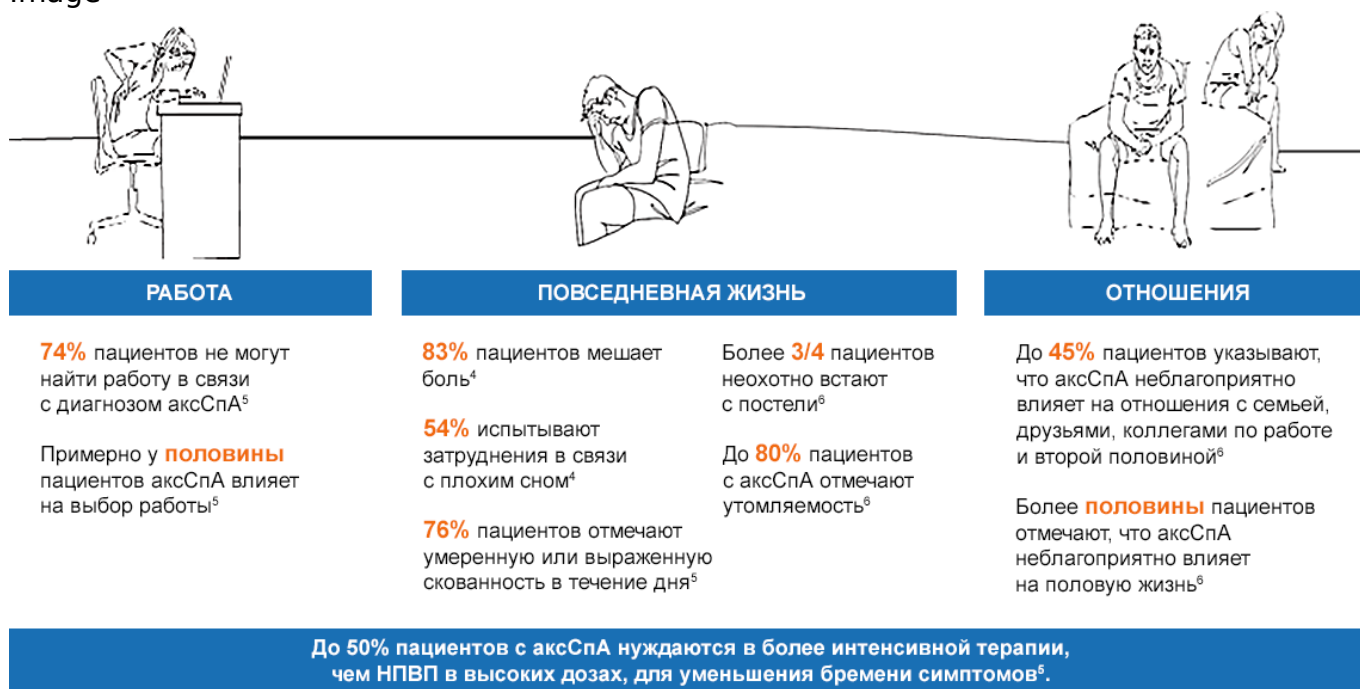 image
РАБОТА
74% пациентов не могут
найти работу в связи
с диагнозом аксСпА⁵
Примерно у половины
пациентов аксСпА влияет
на выбор работы⁵
ПОВСЕДНЕВНАЯ ЖИЗНЬ
83% пациентов мешает
боль⁴
54% испытывают
затруднения в связи
с плохим сном⁴
76% пациентов отмечают
умеренную или выраженную
скованность в течение дня⁵
Более 3/4 пациентов
неохотно встают
с постели⁶
До 80% пациентов
с аксСпА отмечают
утомляемость⁶
ОТНОШЕНИЯ
До 45% пациентов указывают,
что аксСпА неблагоприятно
влияет на отношения с семьей,
друзьями, коллегами по работе
и второй половиной⁶
Более половины пациентов
отмечают, что аксСпА
неблагоприятно влияет
на половую жизнь⁶
До 50% пациентов с аксСпА нуждаются в более интенсивной терапии,
чем НПВП в высоких дозах, для уменьшения бремени симптомов⁵.